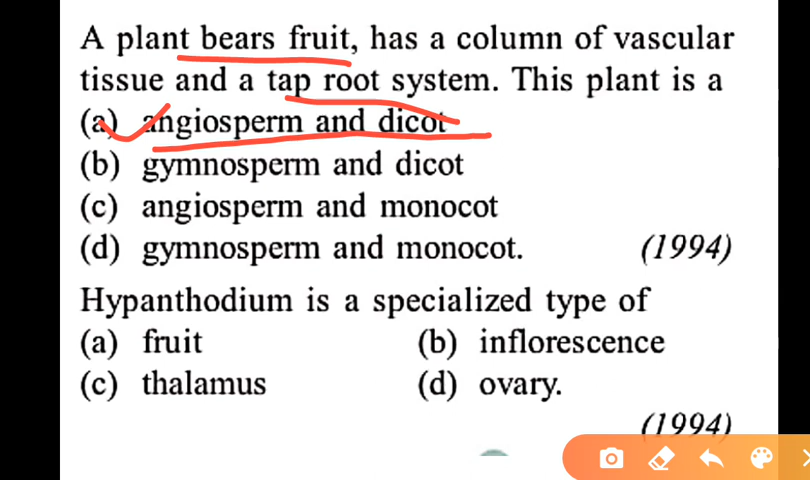 A plant bears fruit, has a column of vascular
tissue and a tap root system. This plant is a
(a) angiosperm and dicot
(b) gymnosperm and dicot
(c) angiosperm and monocot
(d) gymnosperm and monocot. (1994)
Hypanthodium is a specialized type of
(a) fruit (b) inflorescence
(c) thalamus (d) ovary.
(1994)